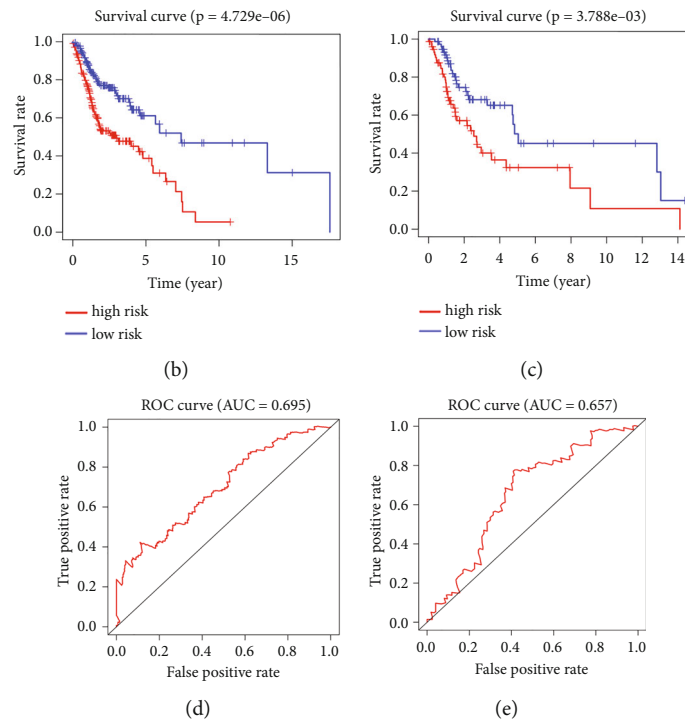 Survival curve (p = 4.729e–06)
1.0
0.8
0.6
0.4
0.2
0.0
Survival rate
0 5 10 15
Time (year)
high risk
low risk
(b)
Survival curve (p = 3.788e–03)
1.0
0.8
0.6
0.4
0.2
0.0
Survival rate
0 2 4 6 8 10 12 14
Time (year)
high risk
low risk
(c)
ROC curve (AUC = 0.695)
1.0
0.8
0.6
0.4
0.2
0.0
True positive rate
0.0 0.2 0.4 0.6 0.8 1.0
False positive rate
(d)
ROC curve (AUC = 0.657)
1.0
0.8
0.6
0.4
0.2
0.0
True positive rate
0.0 0.2 0.4 0.6 0.8 1.0
False positive rate
(e)